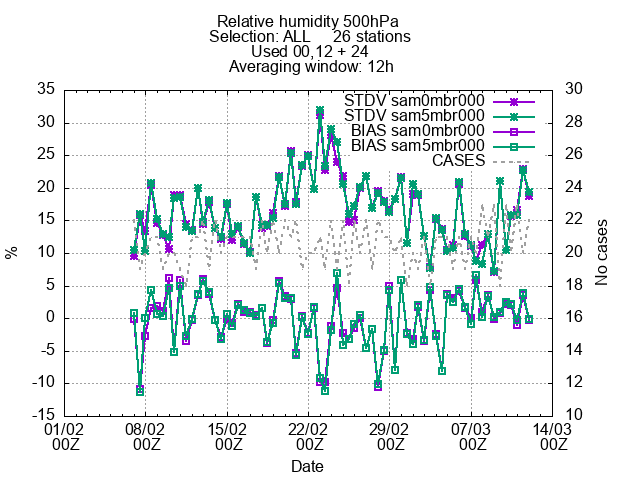 Relative humidity 500hPa
Selection: ALL     26 stations
Used 00,12 + 24
Averaging window: 12h
STDV sam0mbr000
STDV sam5mbr000
BIAS sam0mbr000
BIAS sam5mbr000
CASES
35
30
25
20
15
10
5
0
-5
-10
-15
%
30
28
26
24
22
20
18
16
14
12
10
No cases
01/02 08/02 15/02 22/02 29/02 07/03 14/03
00Z 00Z 00Z 00Z 00Z 00Z 00Z
Date